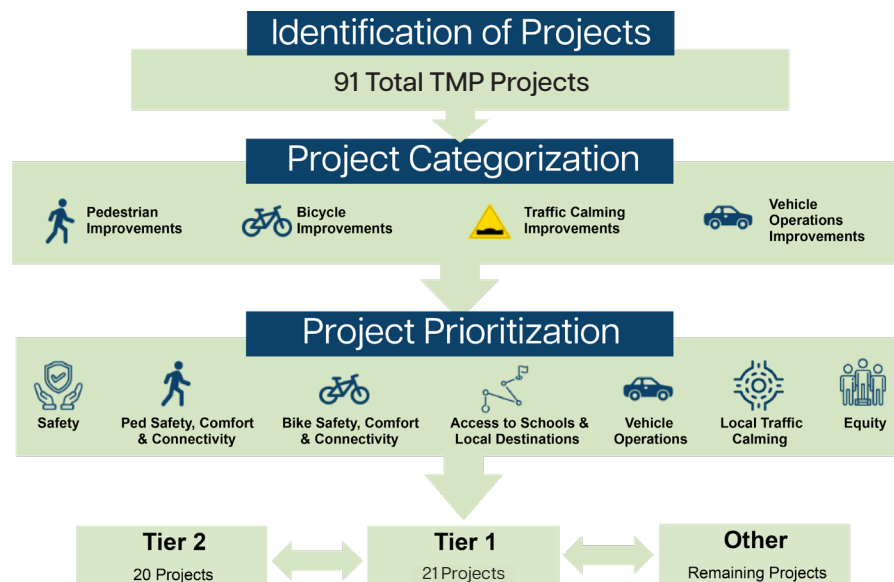 Identification of Projects
91 Total TMP Projects
Project Categorization
Pedestrian
Improvements
Bicycle
Improvements
Traffic Calming
Improvements
Vehicle
Operations
Improvements
Project Prioritization
Safety
Ped Safety, Comfort
& Connectivity
Bike Safety, Comfort
& Connectivity
Access to Schools &
Local Destinations
Vehicle
Operations
Local Traffic
Calming
Equity
Tier 2
20 Projects
Tier 1
21 Projects
Other
Remaining Projects